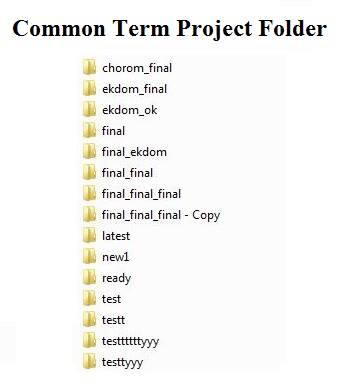 Common Term Project Folder
chorom_final
ekdom_final
ekdom_ok
final
final_ekdom
final_final
final_final_final
final_final_final - Copy
latest
new1
ready
test
testt
testtttttyyy
testtyyy